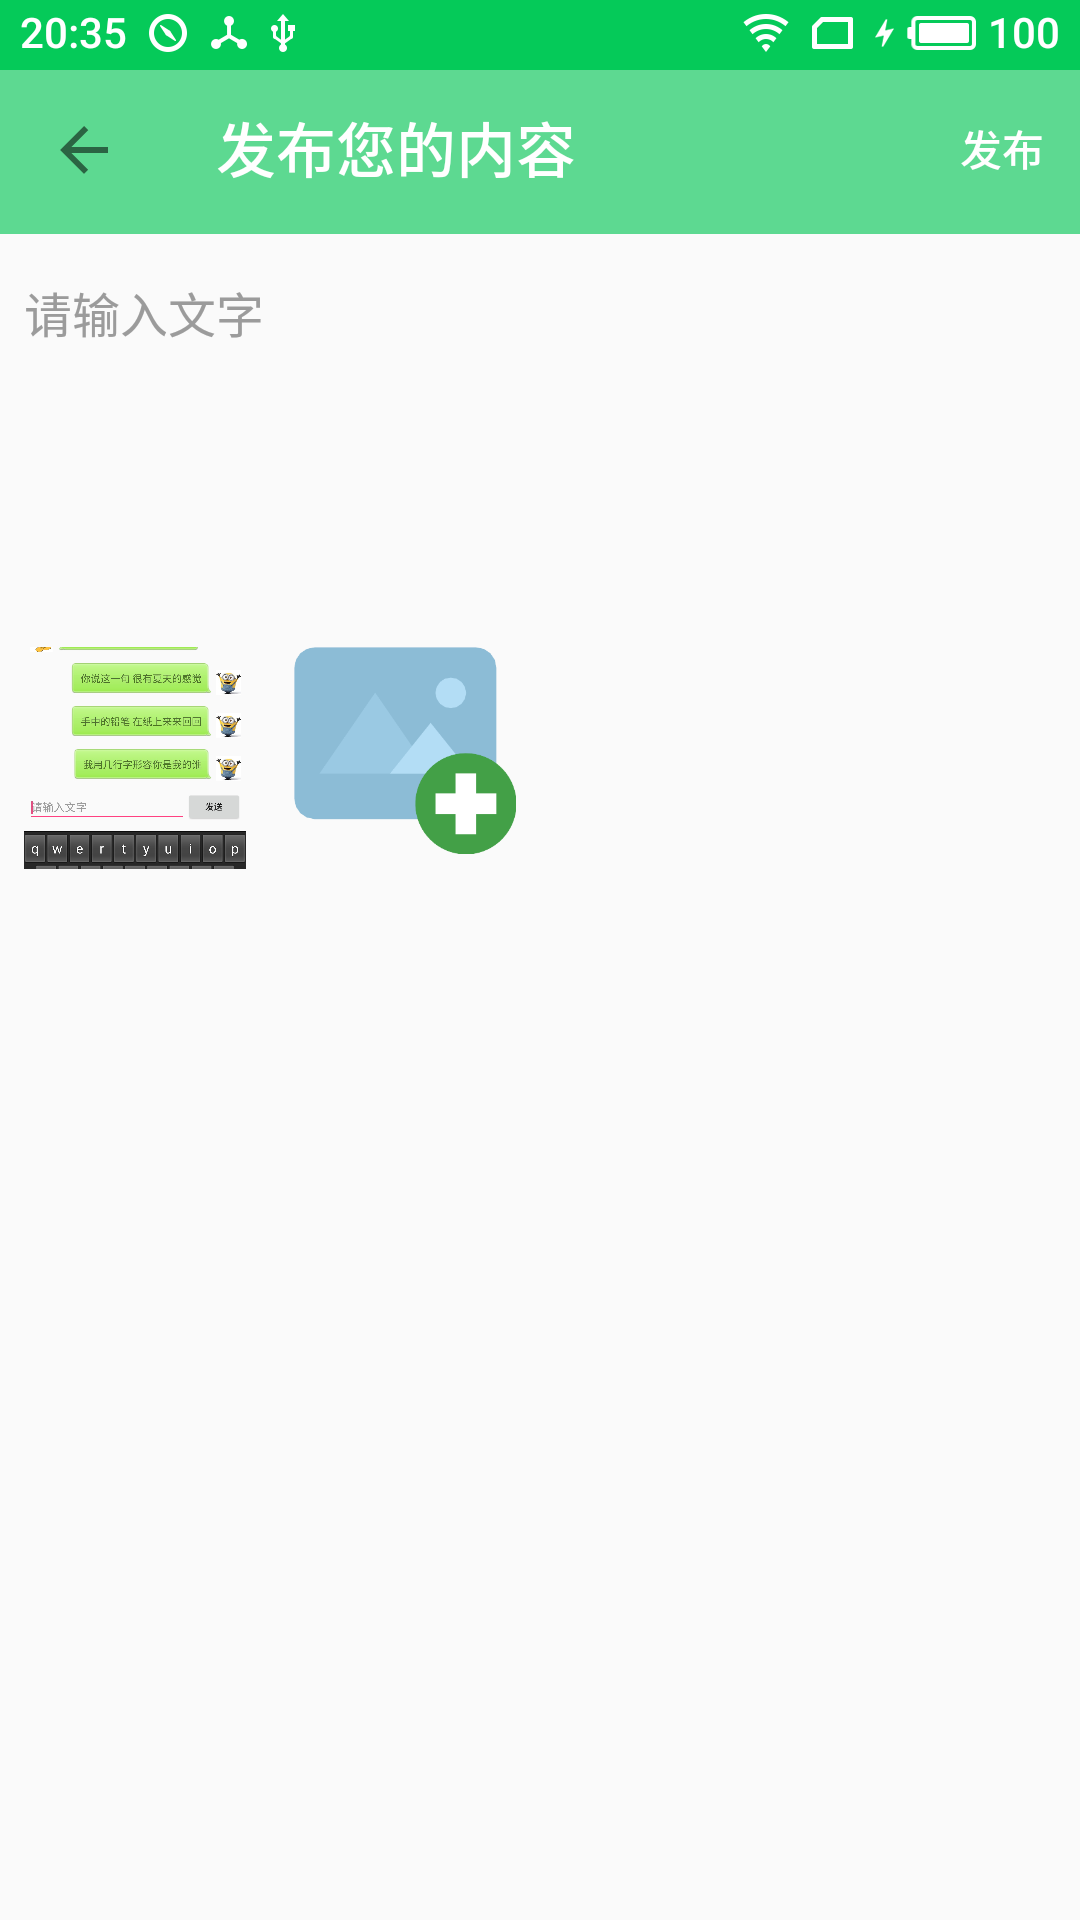 20:35 100
发布您的内容 发布
请输入文字
你说这一句 很有夏天的感觉
手中的铅笔 在纸上来来回回
我用几行字形容你是我的谁
请输入文字 发送
q w e r t y u i o p